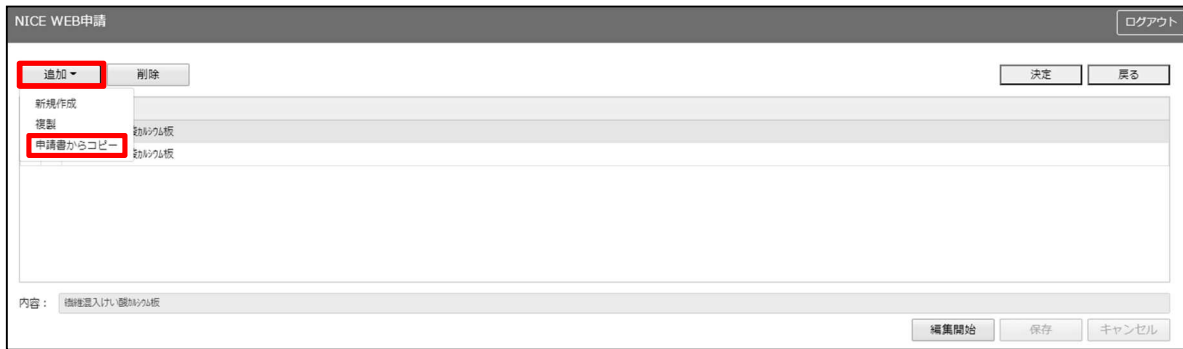 NICE WEB申請
ログアウト
追加 削除 決定 戻る
新規作成
複製
酸ｶﾙｼｳﾑ板
申請書からコピー
酸ｶﾙｼｳﾑ板
内容： 繊維混入けい酸ｶﾙｼｳﾑ板
編集開始 保存 キャンセル